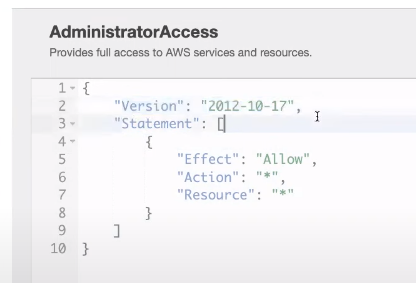 AdministratorAccess
Provides full access to AWS services and resources.
1 {
2 "Version": "2012-10-17",
3 "Statement": [
4 {
5 "Effect": "Allow",
6 "Action": "*",
7 "Resource": "*"
8 }
9 ]
10 }